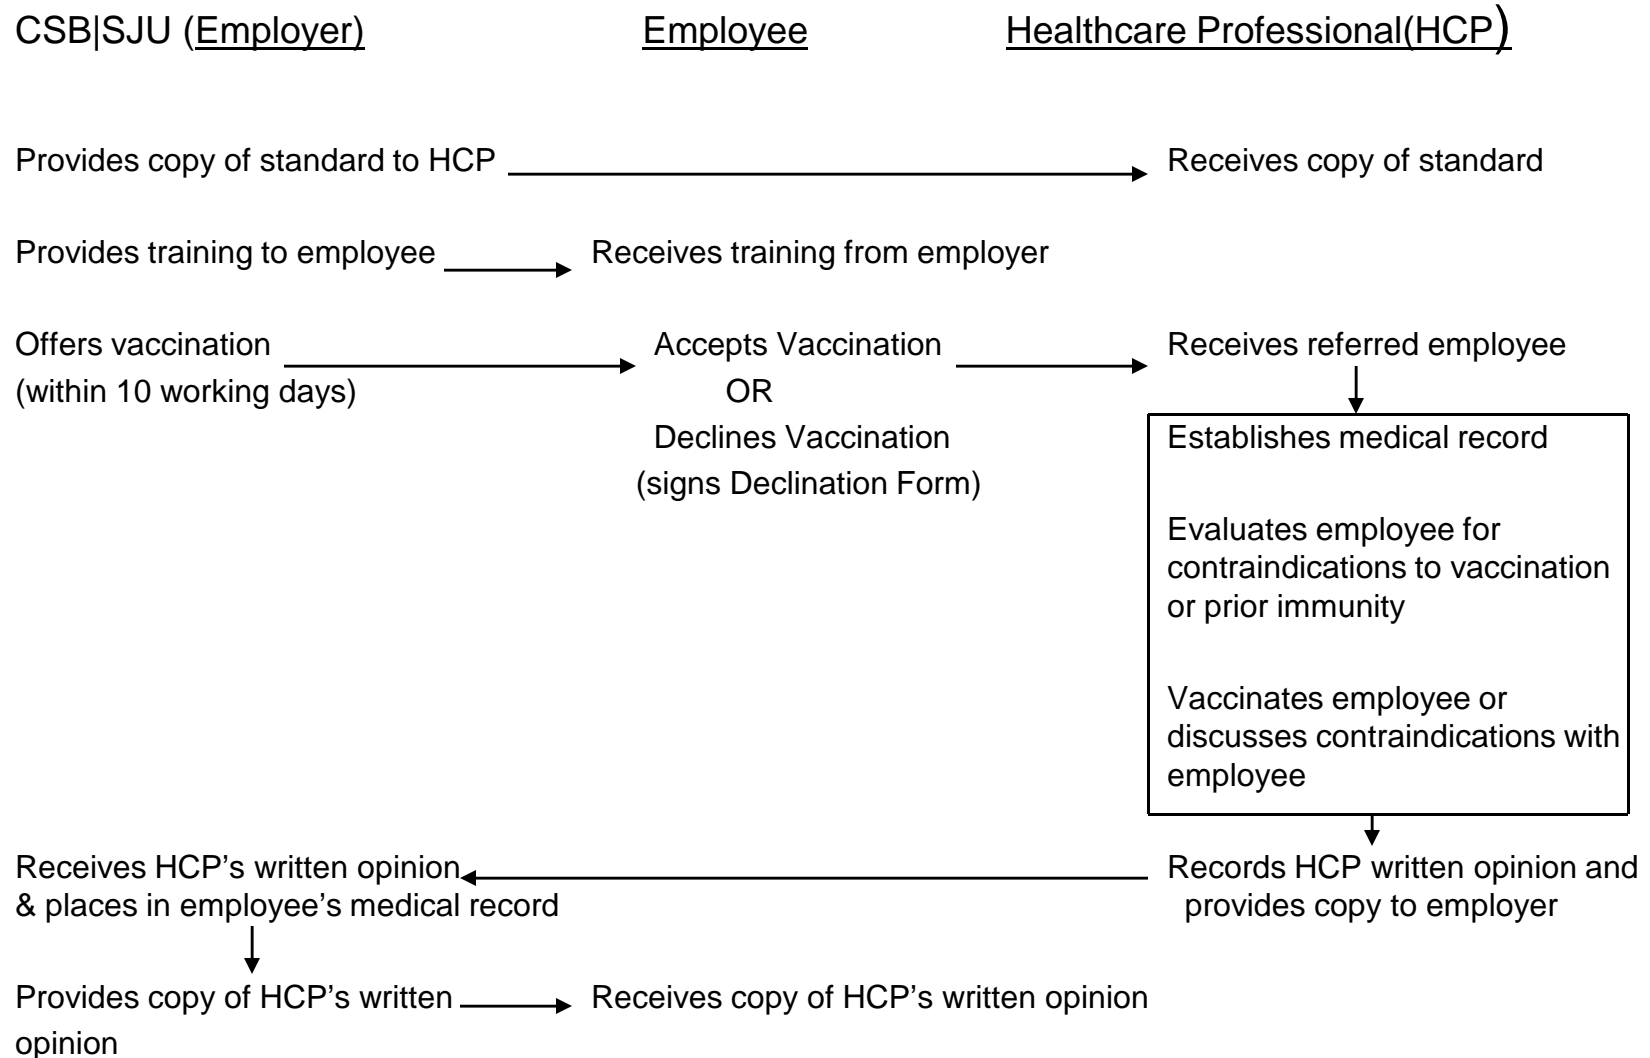 CSB|SJU (Employer) Employee Healthcare Professional(HCP)
Provides copy of standard to HCP Receives copy of standard
Provides training to employee Receives training from employer
Offers vaccination Accepts Vaccination Receives referred employee
(within 10 working days) OR
Declines Vaccination Establishes medical record
(signs Declination Form)
Evaluates employee for
contraindications to vaccination
or prior immunity
Vaccinates employee or
discusses contraindications with
employee
Receives HCP’s written opinion Records HCP written opinion and
& places in employee’s medical record provides copy to employer
Provides copy of HCP’s written Receives copy of HCP’s written opinion
opinion